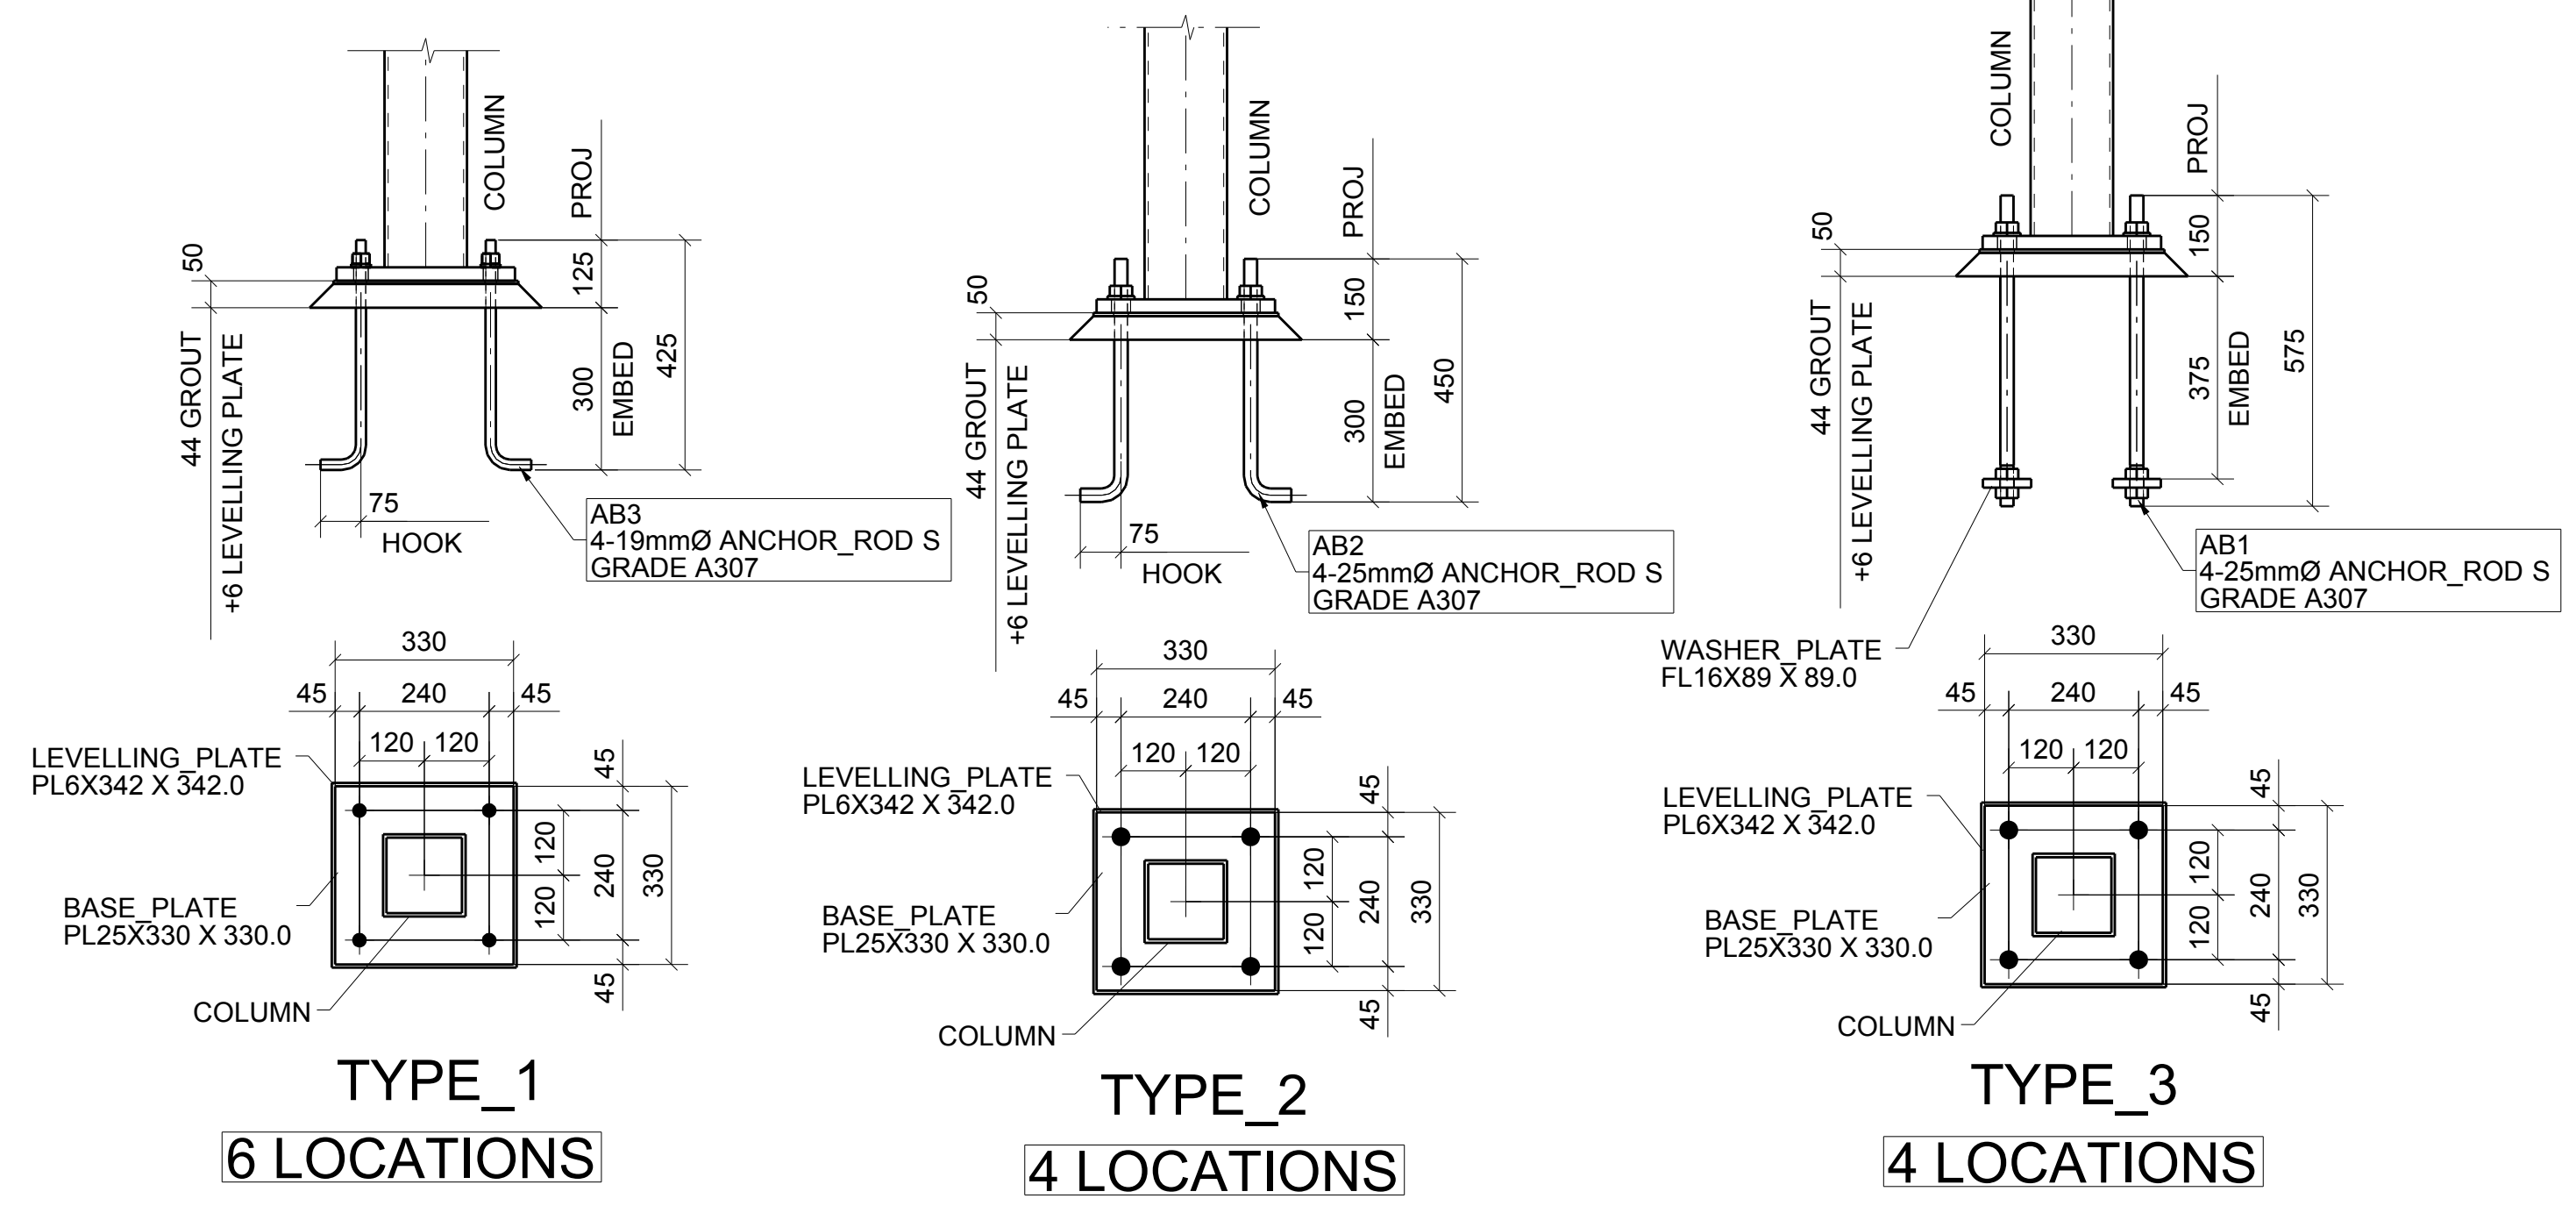 COLUMN
PROJ
50
125
44 GROUT
+6 LEVELLING PLATE
300
EMBED
425
75
HOOK
AB3
4-19mmØ ANCHOR_ROD S
GRADE A307
330
45
240
45
120
120
LEVELLING_PLATE
PL6X342 X 342.0
45
120
120
240
330
45
BASE_PLATE
PL25X330 X 330.0
COLUMN
TYPE_1
6 LOCATIONS
COLUMN
PROJ
50
150
44 GROUT
+6 LEVELLING PLATE
300
EMBED
450
75
HOOK
AB2
4-25mmØ ANCHOR_ROD S
GRADE A307
330
45
240
45
120
120
LEVELLING_PLATE
PL6X342 X 342.0
45
120
120
240
330
45
BASE_PLATE
PL25X330 X 330.0
COLUMN
TYPE_2
4 LOCATIONS
COLUMN
PROJ
50
150
44 GROUT
+6 LEVELLING PLATE
375
EMBED
575
AB1
4-25mmØ ANCHOR_ROD S
GRADE A307
WASHER_PLATE
FL16X89 X 89.0
330
45
240
45
120
120
LEVELLING_PLATE
PL6X342 X 342.0
45
120
120
240
330
45
BASE_PLATE
PL25X330 X 330.0
COLUMN
TYPE_3
4 LOCATIONS